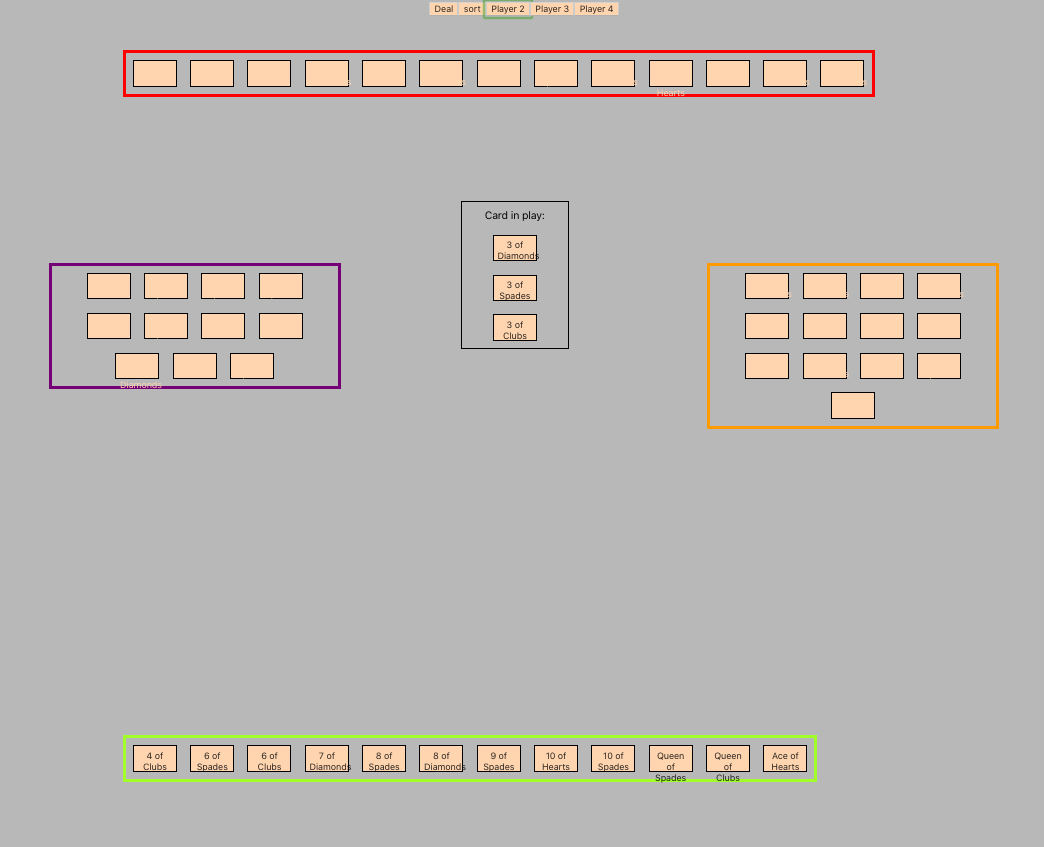 Deal sort Player 2 Player 3 Player 4
Hearts
Card in play:
3 of
Diamonds
3 of
Spades
3 of
Clubs
Diamonds
4 of
Clubs
6 of
Spades
6 of
Clubs
7 of
Diamonds
8 of
Spades
8 of
Diamonds
9 of
Spades
10 of
Hearts
10 of
Spades
Queen
of
Spades
Queen
of
Clubs
Ace of
Hearts